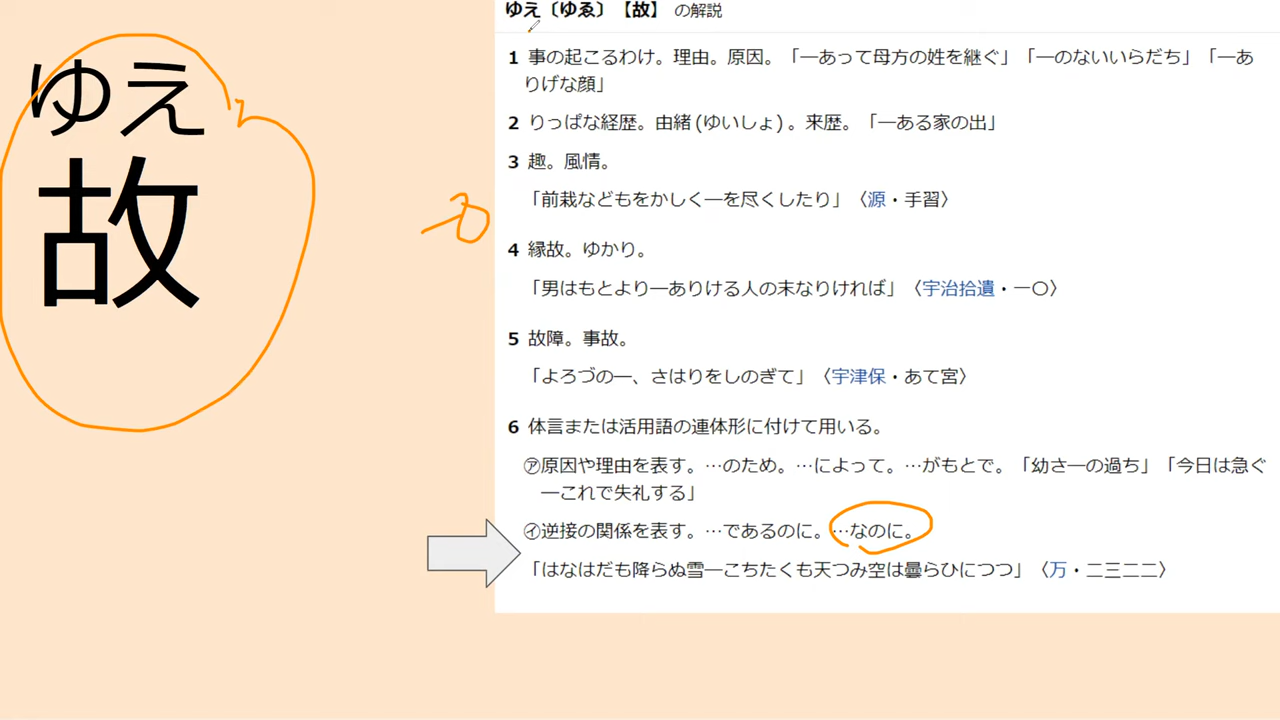 ゆえ
故
ゆえ〔ゆゑ〕【故】 の解説
1 事の起こるわけ。理由。原因。「―あって母方の姓を継ぐ」「―のないいらだち」「―あ
りげな顔」
2 りっぱな経歴。由緒(ゆいしょ)。来歴。「―ある家の出」
3 趣。風情。
「前栽などもをかしく―を尽くしたり」〈源・手習〉
4 縁故。ゆかり。
「男はもとより―ありける人の末なりければ」〈宇治拾遺・一〇〉
5 故障。事故。
「よろづの―、さはりをしのぎて」〈宇津保・あて宮〉
6 体言または活用語の連体形に付けて用いる。
㋐原因や理由を表す。…のため。…によって。…がもとで。「幼さ―の過ち」「今日は急ぐ
―これで失礼する」
㋑逆接の関係を表す。…であるのに。…なのに。
「はなはだも降らぬ雪―こちたくも天つみ空は曇らひにつつ」〈万・二三二二〉